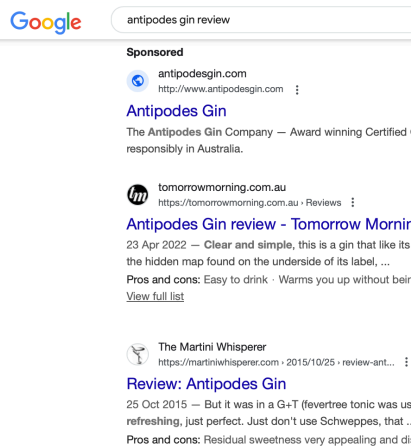 Google
antipodes gin review
Sponsored
antipodesgin.com
http://www.antipodesgin.com
Antipodes Gin
The Antipodes Gin Company — Award winning Certified
responsibly in Australia.
tm
tomorrowmorning.com.au
https://tomorrowmorning.com.au › Reviews
Antipodes Gin review - Tomorrow Mornin
23 Apr 2022 — Clear and simple, this is a gin that like its
the hidden map found on the underside of its label, ...
Pros and cons: Easy to drink · Warms you up without bein
View full list
The Martini Whisperer
https://martiniwhisperer.com › 2015/10/25 › review-ant...
Review: Antipodes Gin
25 Oct 2015 — But it was in a G+T (fevertree tonic was us
refreshing, just perfect. Just don't use Schweppes, that ..
Pros and cons: Residual sweetness very appealing and di